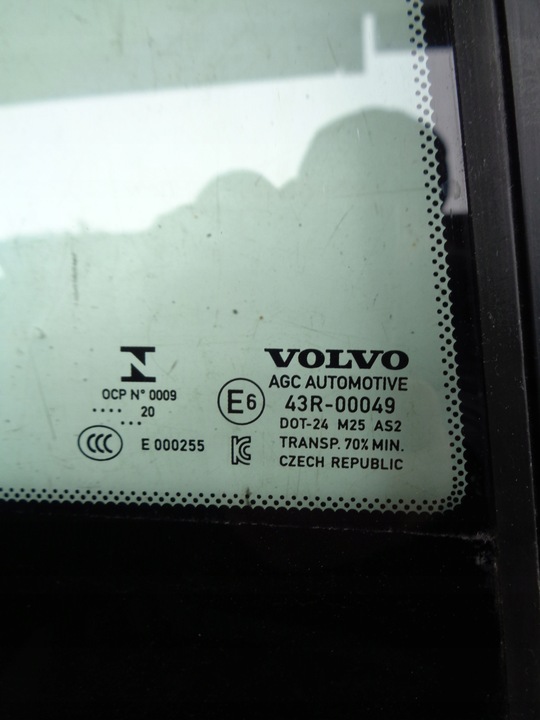 OCP N° 0009
.... .....
20
CCC
E 000255
E6
VOLVO
AGC AUTOMOTIVE
43R-00049
DOT-24 M25 AS2
TRANSP. 70% MIN.
CZECH REPUBLIC